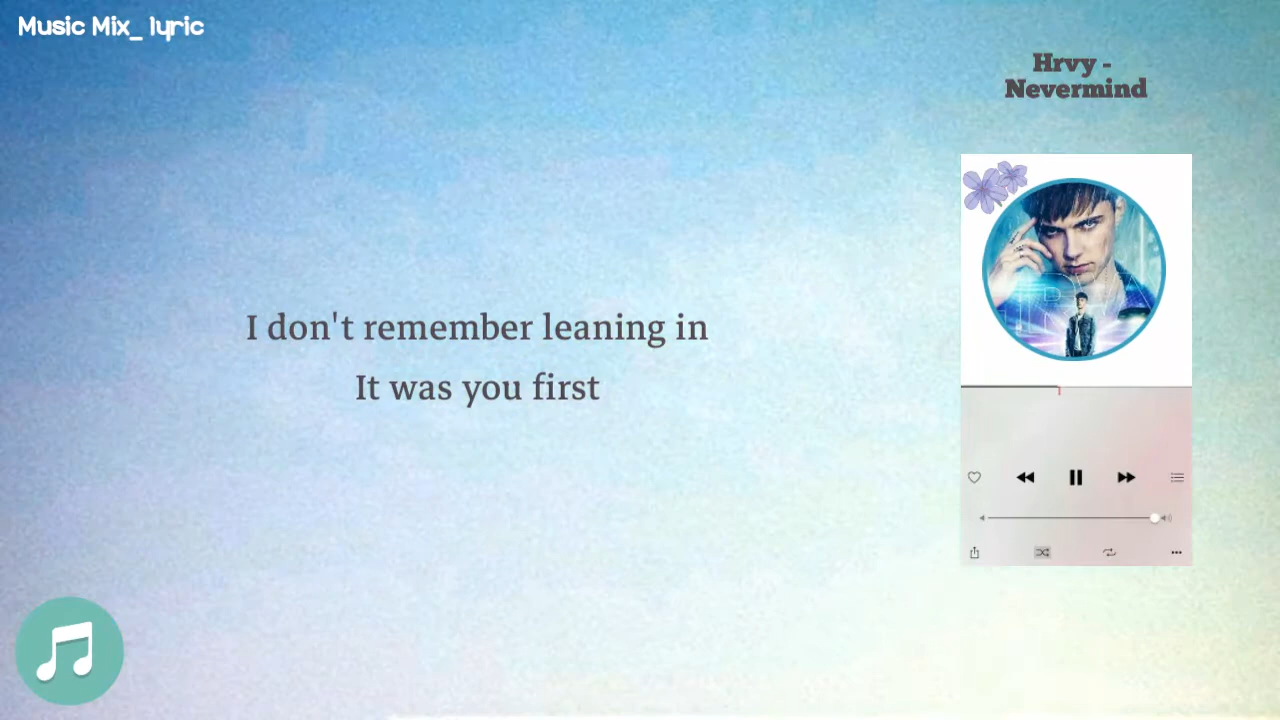 Music Mix_ lyric
Hrvy -
Nevermind
I don't remember leaning in
It was you first